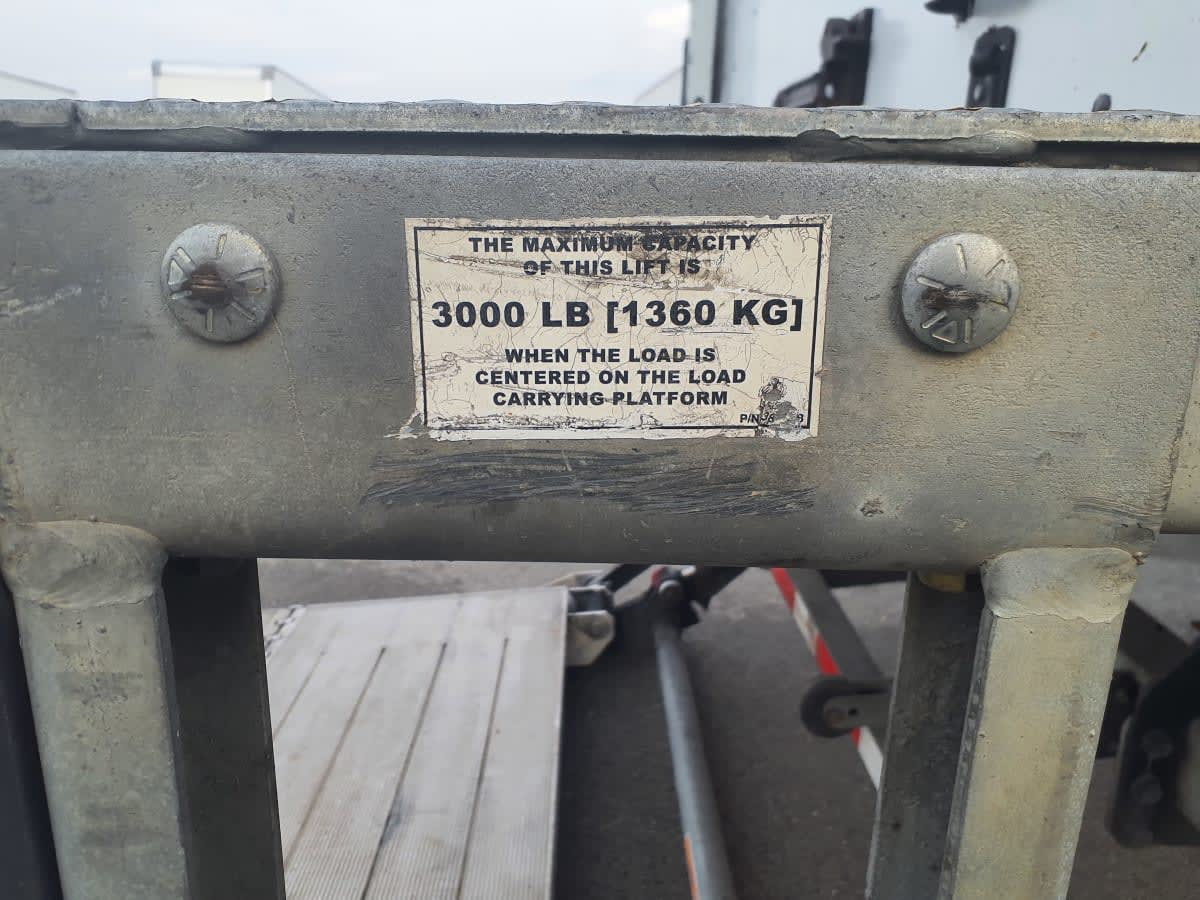 THE MAXIMUM CAPACITY
OF THIS LIFT IS
3000 LB [1360 KG]
WHEN THE LOAD IS
CENTERED ON THE LOAD
CARRYING PLATFORM
P/N